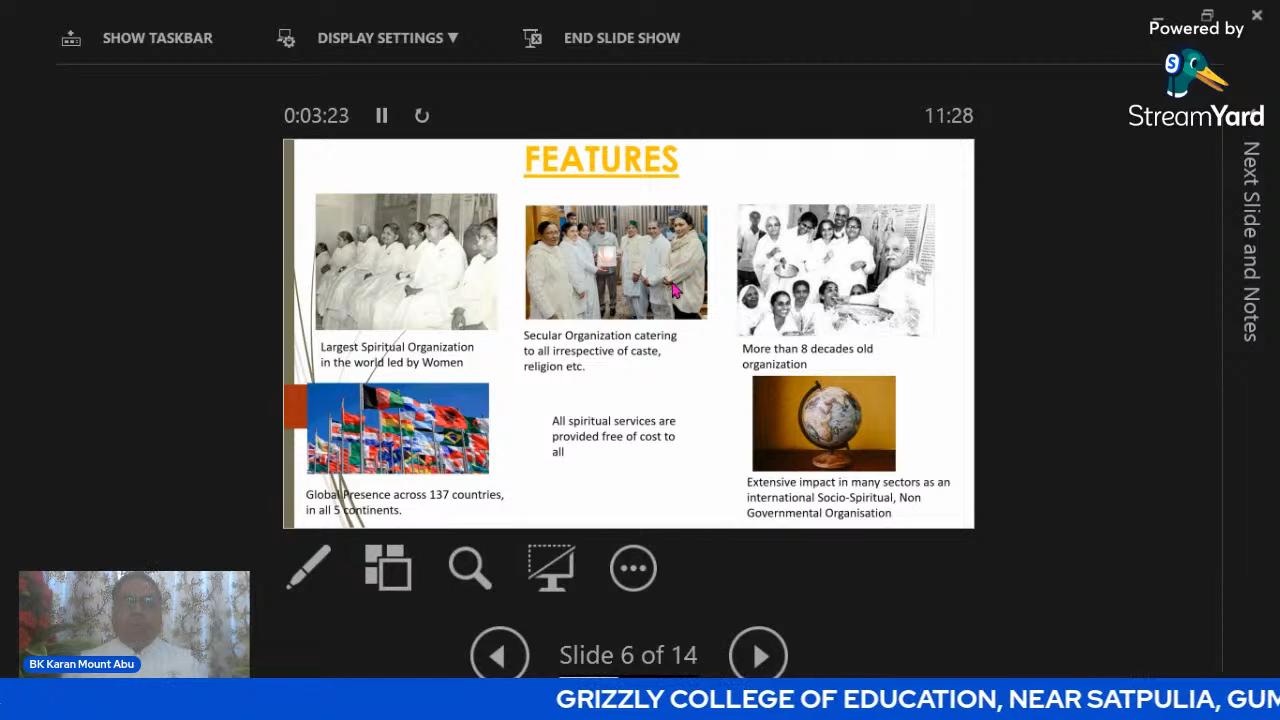 SHOW TASKBAR
DISPLAY SETTINGS ▼
END SLIDE SHOW
Powered by
S
StreamYard
0:03:23
11:28
Next Slide and Notes
FEATURES
Largest Spiritual Organization
in the world led by Women
Secular Organization catering
to all irrespective of caste,
religion etc.
More than 8 decades old
organization
Global Presence across 137 countries,
in all 5 continents.
All spiritual services are
provided free of cost to
all
Extensive impact in many sectors as an
international Socio-Spiritual, Non
Governmental Organisation
Slide 6 of 14
BK Karan Mount Abu
GRIZZLY COLLEGE OF EDUCATION, NEAR SATPULIA, GUM